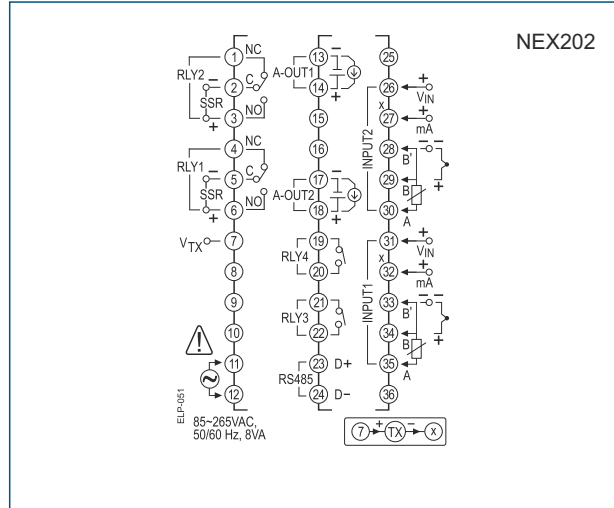 NEX202
1 NC
RLY2
2 C
− SSR +
3 NO
4 NC
RLY1
5 C
− SSR +
6 NO
VTX 7
8
9
10
11
12
ELP-051
85~265VAC,
50/60 Hz, 8VA
13 −
A-OUT1
14 +
15
16
17 −
A-OUT2
18 +
19
RLY4
20
21
RLY3
22
23 D+
RS485
24 D−
25
26 + VIN
x
27 + mA
INPUT2
28 B' − −
29 B +
30 A
31 + VIN
x
32 + mA
INPUT1
33 B' − −
34 B +
35 A
36
7 + TX − x